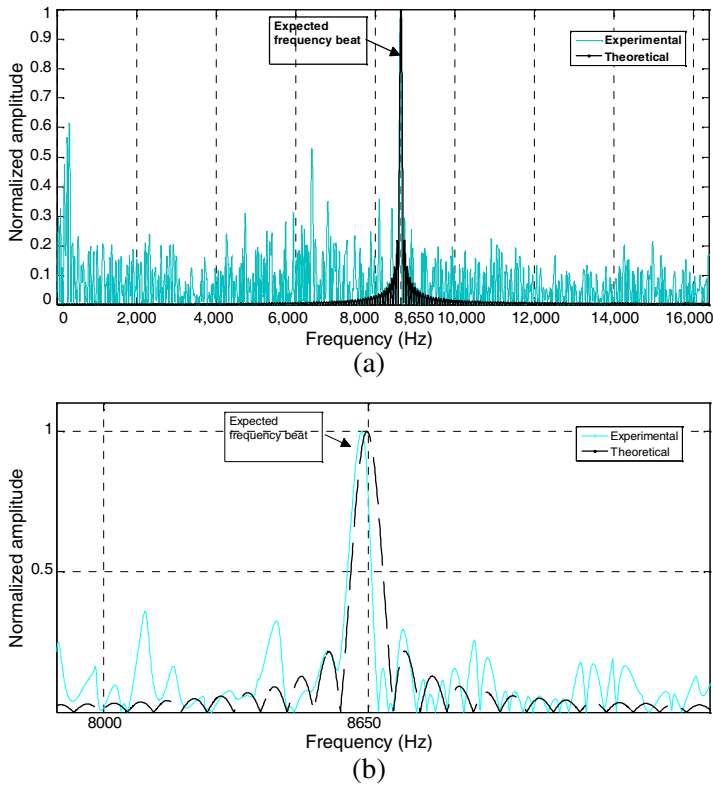 1
0.9
0.8
0.7
0.6
0.5
0.4
0.3
0.2
0.1
0
Normalized amplitude
Expected
frequency beat
Experimental
Theoretical
0 2,000 4,000 6,000 8,000 8,650 10,000 12,000 14,000 16,000
Frequency (Hz)
(a)
1
0.5
Normalized amplitude
Expected
frequency beat
Experimental
Theoretical
8000 8650
Frequency (Hz)
(b)